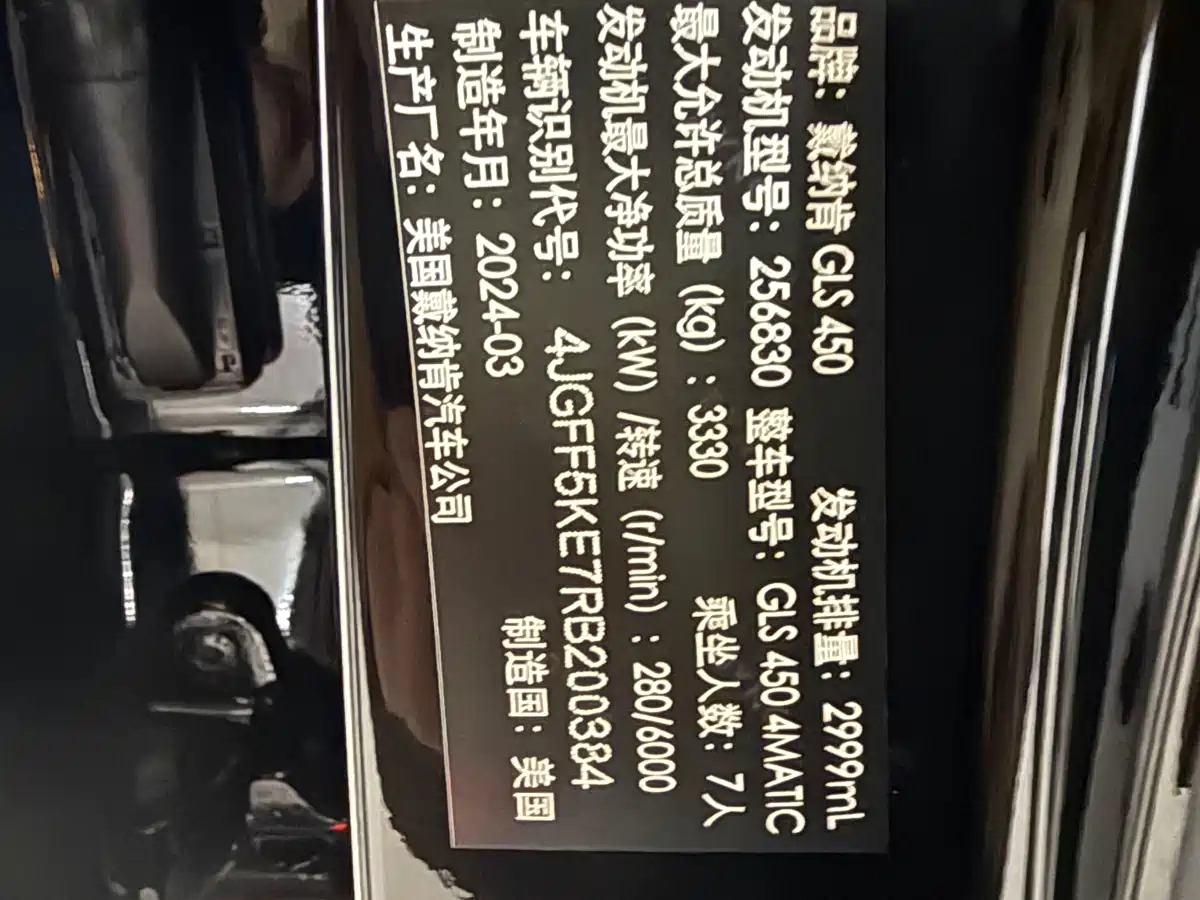 品牌：戴纳肯 GLS 450 发动机排量：2999mL
发动机型号：256830 整车型号：GLS 450 4MATIC
最大允许总质量（kg）：3330 乘坐人数：7人
发动机最大净功率（kW）/转速（r/min）：280/6000
车辆识别代号：4JGFF5KE7RB200384
制造年月：2024-03 制造国：美国
生产厂名：美国戴纳肯汽车公司